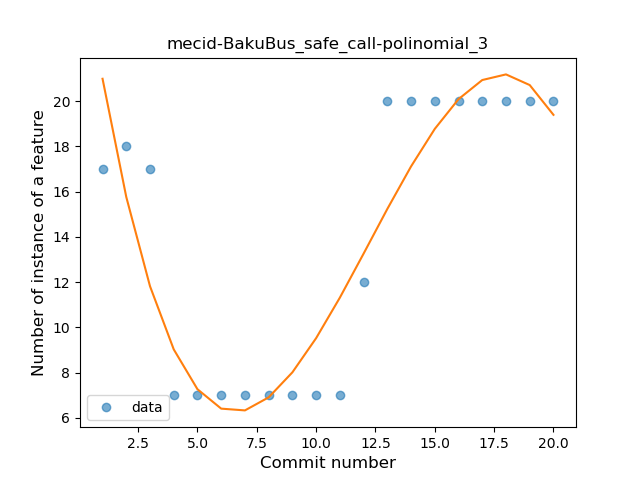 mecid-BakuBus_safe_call-polinomial_3
Number of instance of a feature
20
18
16
14
12
10
8
6
data
2.5 5.0 7.5 10.0 12.5 15.0 17.5 20.0
Commit number